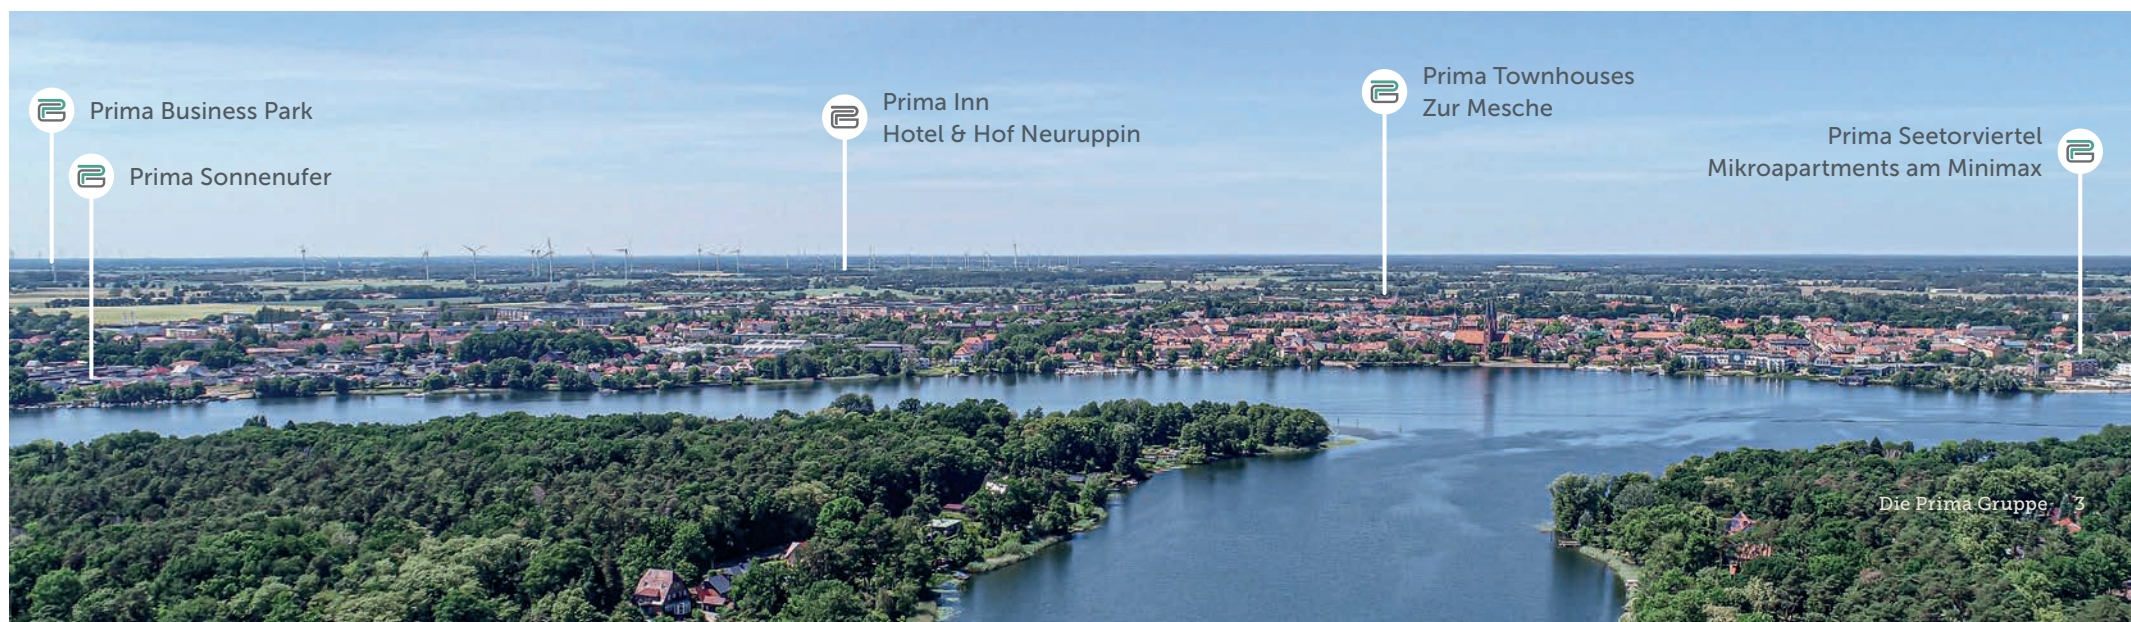 Prima Business Park
Prima Sonnenufer
Prima Inn
Hotel & Hof Neuruppin
Prima Townhouses
Zur Mesche
Prima Seetorviertel
Mikroapartments am Minimax
Die Prima Gruppe / 3